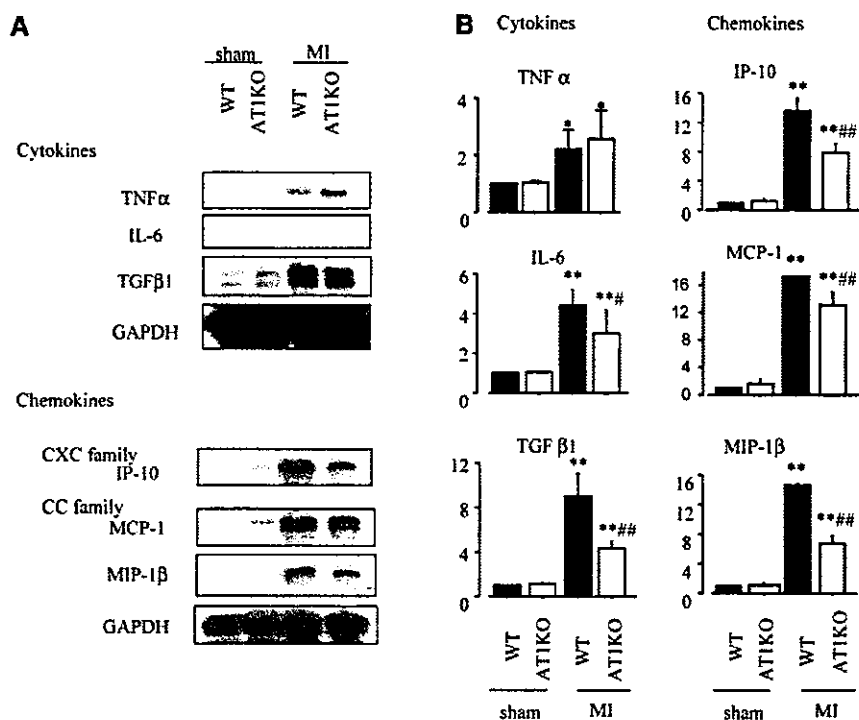 A
sham
MI
WT
AT1KO
WT
AT1KO
Cytokines
TNFα
IL-6
TGFβ1
GAPDH
Chemokines
CXC family
IP-10
CC family
MCP-1
MIP-1β
GAPDH
B
Cytokines
Chemokines
TNF α
4
2
0
*
*
IP-10
16
12
8
4
0
**
**##
IL-6
6
4
2
0
**
**#
MCP-1
16
12
8
4
0
**
**##
TGF β1
12
8
4
0
**
**##
MIP-1β
16
12
8
4
0
**
**##
WT
AT1KO
WT
AT1KO
sham
MI
WT
AT1KO
WT
AT1KO
sham
MI